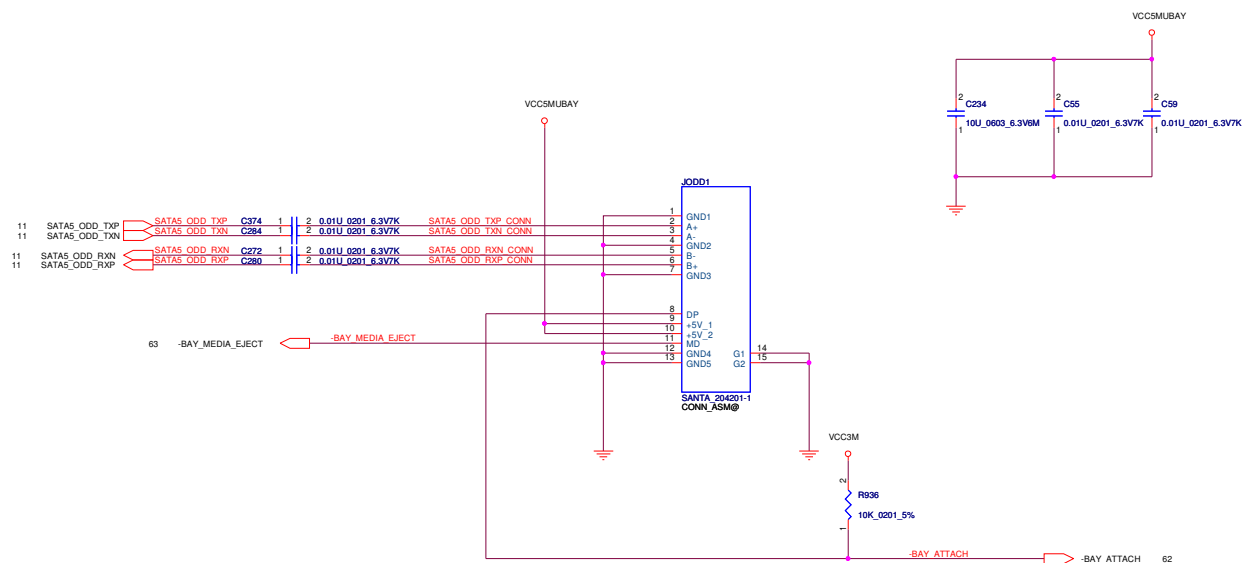 VCC5MUBAY
2 C234
10U_0603_6.3V6M
1
2 C55
0.01U_0201_6.3V7K
1
2 C59
0.01U_0201_6.3V7K
1
VCC5MUBAY
JODD1
11 SATA5_ODD_TXP SATA5_ODD_TXP C374 1 2 0.01U_0201_6.3V7K SATA5_ODD_TXP_CONN
11 SATA5_ODD_TXN SATA5_ODD_TXN C284 1 2 0.01U_0201_6.3V7K SATA5_ODD_TXN_CONN
11 SATA5_ODD_RXN SATA5_ODD_RXN C272 1 2 0.01U_0201_6.3V7K SATA5_ODD_RXN_CONN
11 SATA5_ODD_RXP SATA5_ODD_RXP C280 1 2 0.01U_0201_6.3V7K SATA5_ODD_RXP_CONN
1 GND1
2 A+
3 A-
4 GND2
5 B-
6 B+
7 GND3
8 DP
9 +5V_1
10 +5V_2
11 MD
12 GND4
13 GND5
G1 14
G2 15
63 -BAY_MEDIA_EJECT -BAY_MEDIA_EJECT
SANTA_204201-1
CONN_ASM@
VCC3M
2
R936
10K_0201_5%
1
-BAY_ATTACH -BAY_ATTACH 62